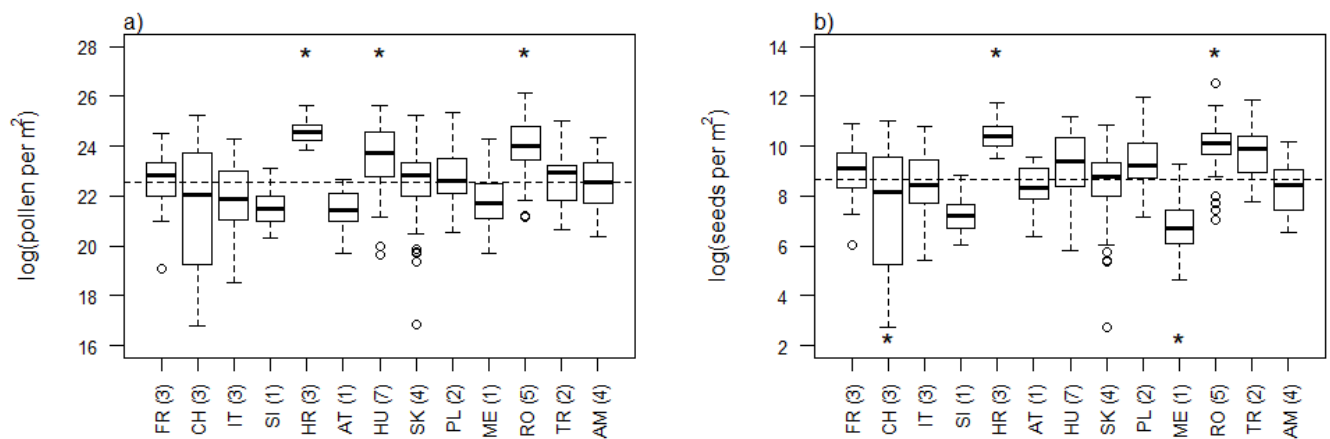 a)
log(pollen per m²)
28
26
24
22
20
18
16
* * *
FR (3) CH (3) IT (3) SI (1) HR (3) AT (1) HU (7) SK (4) PL (2) ME (1) RO (5) TR (2) AM (4)
b)
log(seeds per m²)
14
12
10
8
6
4
2
* *
* *
FR (3) CH (3) IT (3) SI (1) HR (3) AT (1) HU (7) SK (4) PL (2) ME (1) RO (5) TR (2) AM (4)